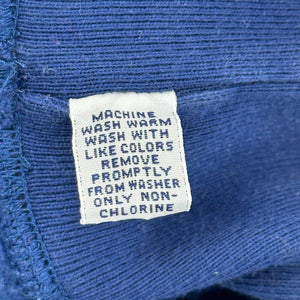 MACHINE
WASH WARM
WASH WITH
LIKE COLORS
REMOVE
PROMPTLY
FROM WASHER
ONLY NON-
CHLORINE